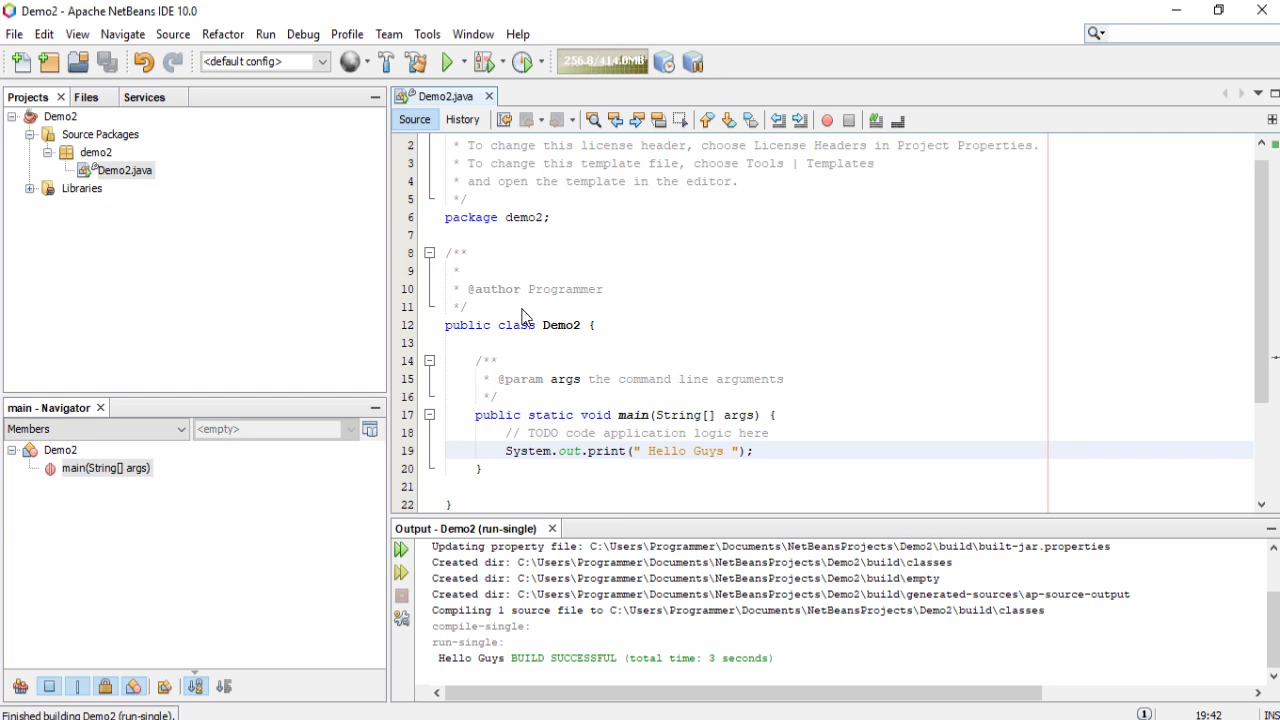 Demo2 - Apache NetBeans IDE 10.0
File Edit View Navigate Source Refactor Run Debug Profile Team Tools Window Help
<default config> 256.8/414.0MB
Projects Files Services
Demo2
Source Packages
demo2
Demo2.java
Libraries
main - Navigator
Members <empty>
Demo2
main(String[] args)
Demo2.java
Source History
2 * To change this license header, choose License Headers in Project Properties.
3 * To change this template file, choose Tools | Templates
4 * and open the template in the editor.
5 */
6 package demo2;
7
8 /**
9 *
10 * @author Programmer
11 */
12 public class Demo2 {
13
14 /**
15 * @param args the command line arguments
16 */
17 public static void main(String[] args) {
18 // TODO code application logic here
19 System.out.print(" Hello Guys ");
20 }
21
22 }
Output - Demo2 (run-single)
Updating property file: C:\Users\Programmer\Documents\NetBeansProjects\Demo2\build\built-jar.properties
Created dir: C:\Users\Programmer\Documents\NetBeansProjects\Demo2\build\classes
Created dir: C:\Users\Programmer\Documents\NetBeansProjects\Demo2\build\empty
Created dir: C:\Users\Programmer\Documents\NetBeansProjects\Demo2\build\generated-sources\ap-source-output
Compiling 1 source file to C:\Users\Programmer\Documents\NetBeansProjects\Demo2\build\classes
compile-single:
run-single:
Hello Guys BUILD SUCCESSFUL (total time: 3 seconds)
Finished building Demo2 (run-single). 1 19:42 INS